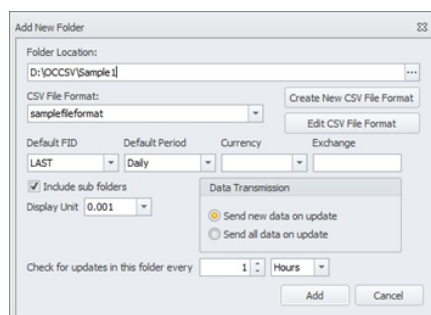 Add New Folder
Folder Location:
D:\OCCSV\Sample1
CSV File Format:
Create New CSV File Format
samplefileformat
Edit CSV File Format
Default FID Default Period Currency Exchange
LAST Daily
Include sub folders
Data Transmission
Display Unit 0.001
Send new data on update
Send all data on update
Check for updates in this folder every 1 Hours
Add Cancel